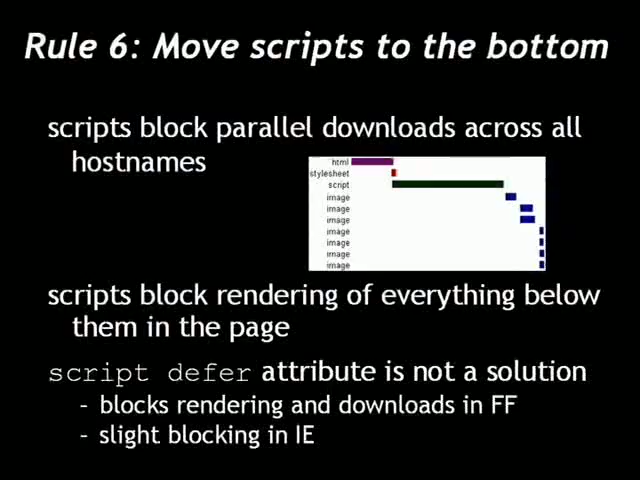 Rule 6: Move scripts to the bottom
scripts block parallel downloads across all
hostnames
html
stylesheet
script
image
image
image
image
image
image
image
scripts block rendering of everything below
them in the page
script defer attribute is not a solution
- blocks rendering and downloads in FF
- slight blocking in IE